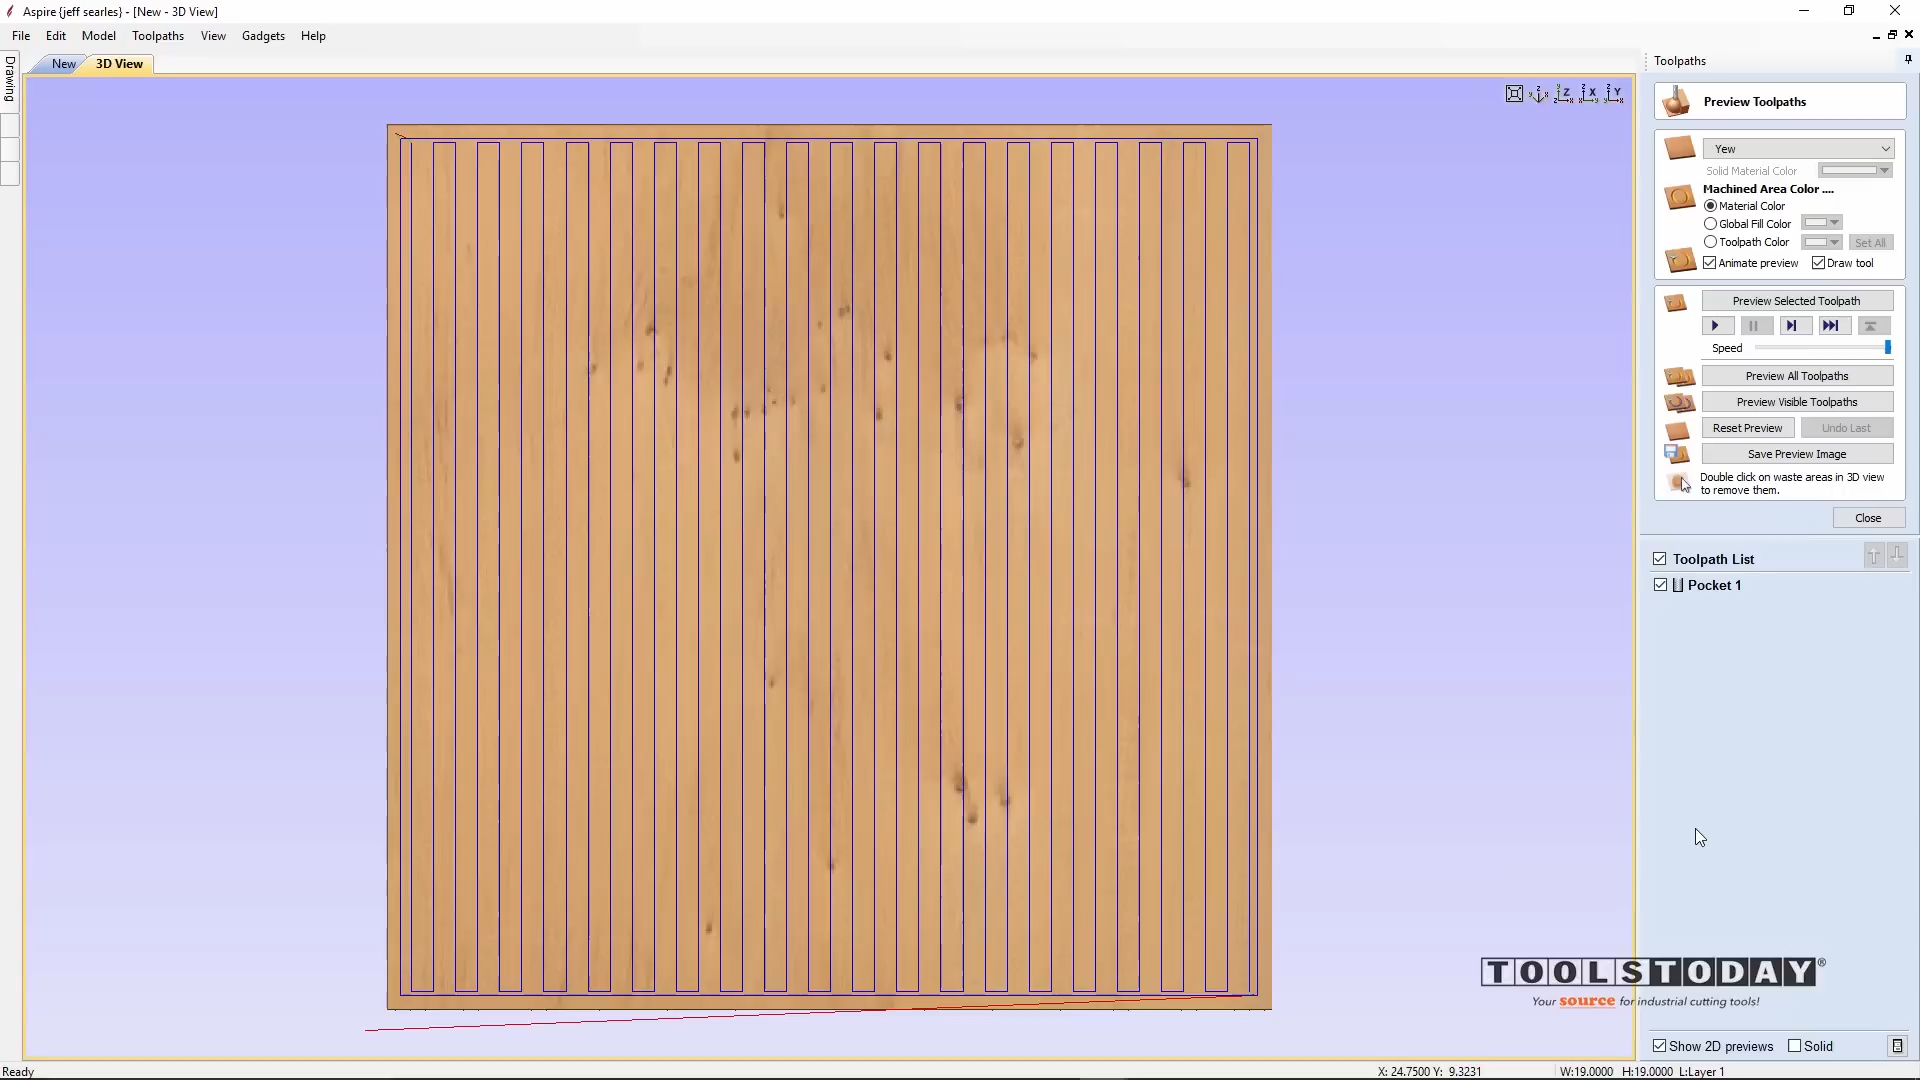 Aspire {jeff searles} - [New - 3D View]
File Edit Model Toolpaths View Gadgets Help
Drawing
New 3D View
Toolpaths
Preview Toolpaths
Yew
Solid Material Color
Machined Area Color ....
Material Color
Global Fill Color
Toolpath Color Set All
Animate preview Draw tool
Preview Selected Toolpath
Speed
Preview All Toolpaths
Preview Visible Toolpaths
Reset Preview Undo Last
Save Preview Image
Double click on waste areas in 3D view
to remove them.
Close
Toolpath List
Pocket 1
TOOLSTODAY®
Your source for industrial cutting tools!
Show 2D previews Solid
Ready X: 24.7500 Y: 9.3231 W:19.0000 H:19.0000 L:Layer 1